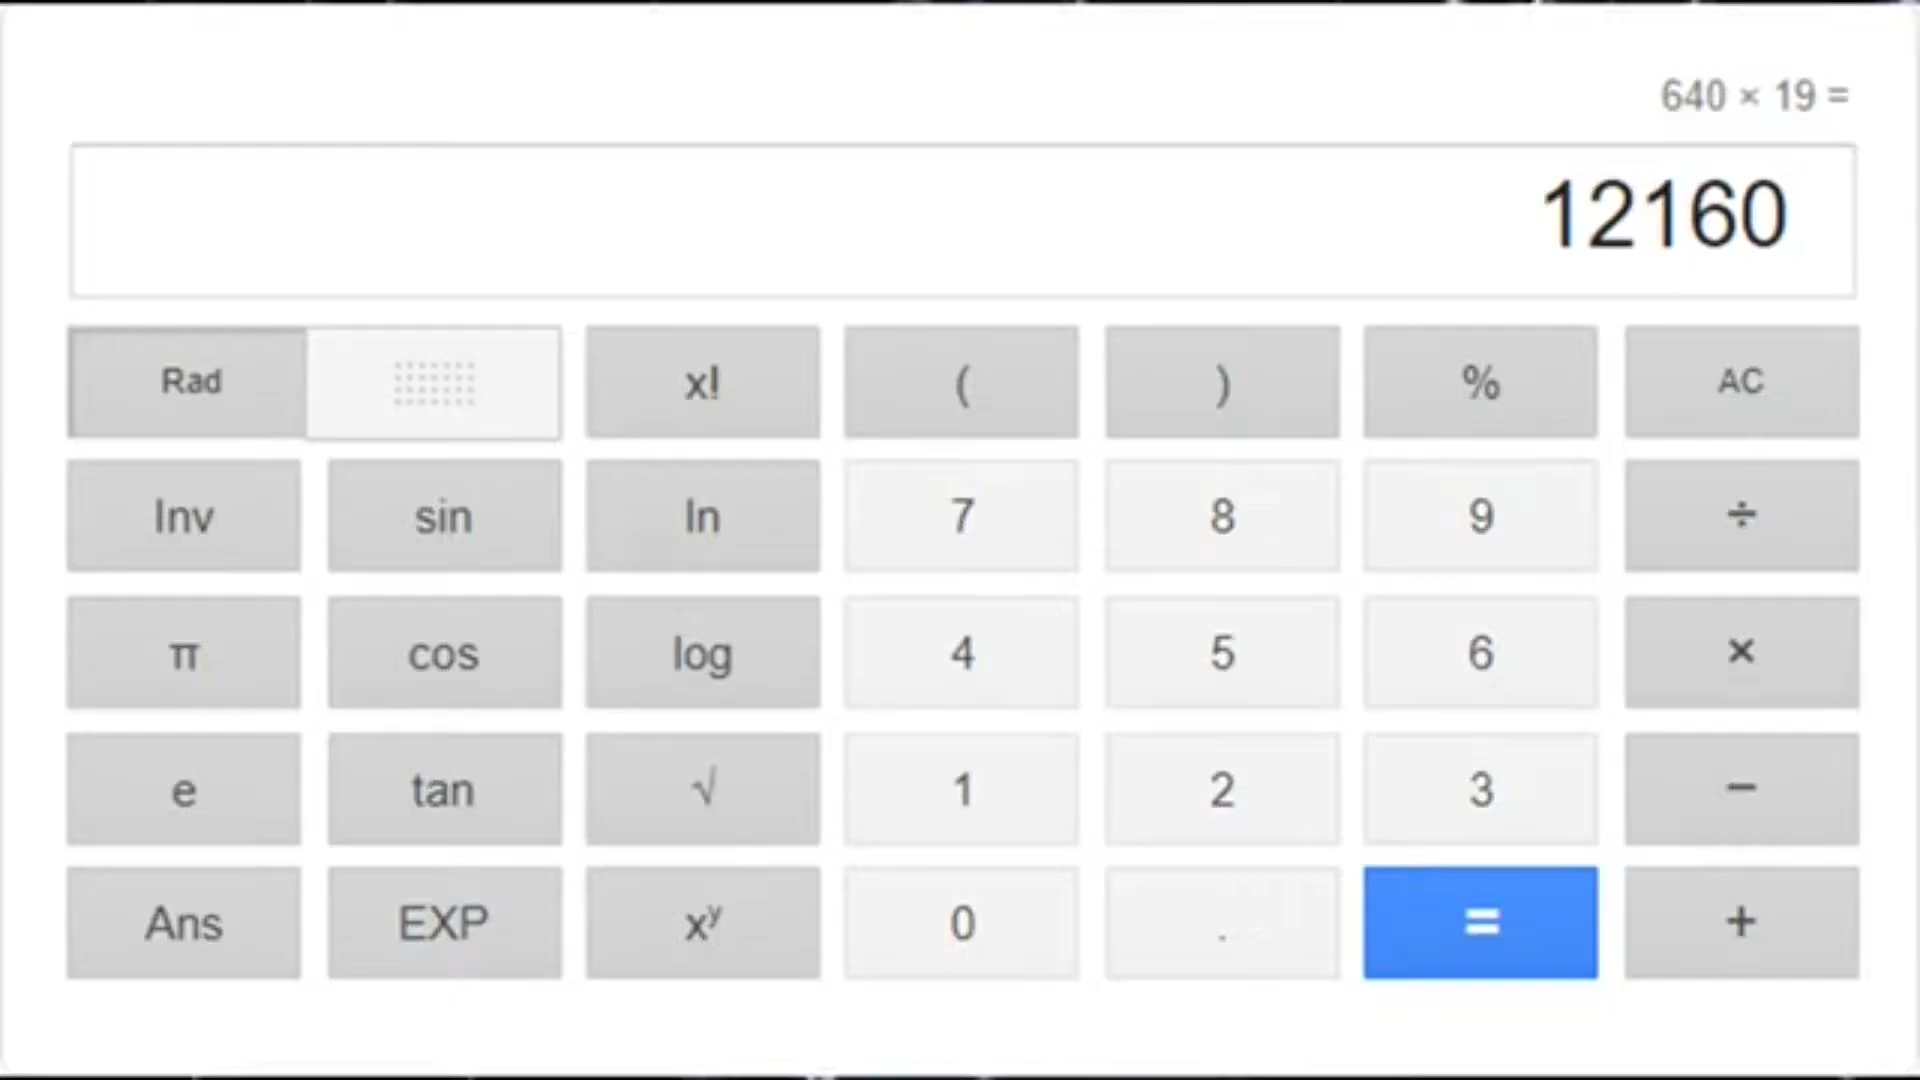 640 × 19 =
12160
Rad x! ( ) % AC
Inv sin ln 7 8 9 ÷
π cos log 4 5 6 ×
e tan √ 1 2 3 −
Ans EXP xʸ 0 . = +